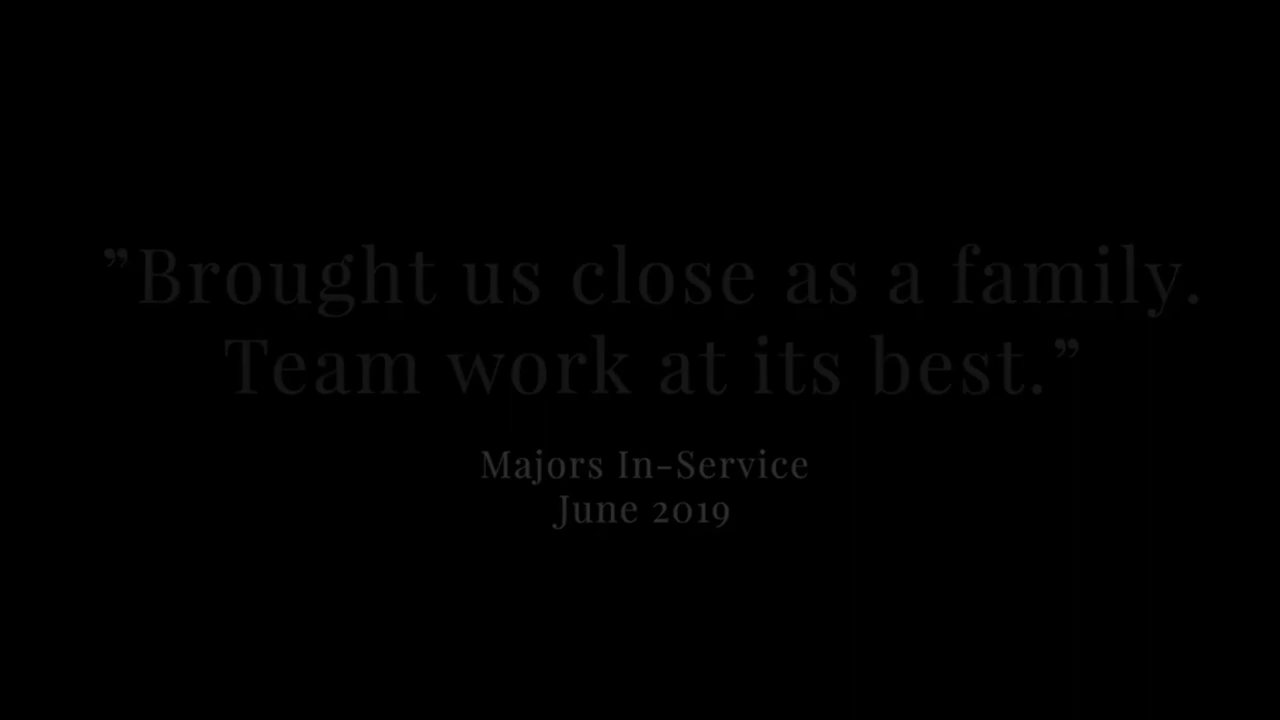 ”Brought us close as a family.
Team work at its best.”
Majors In-Service
June 2019